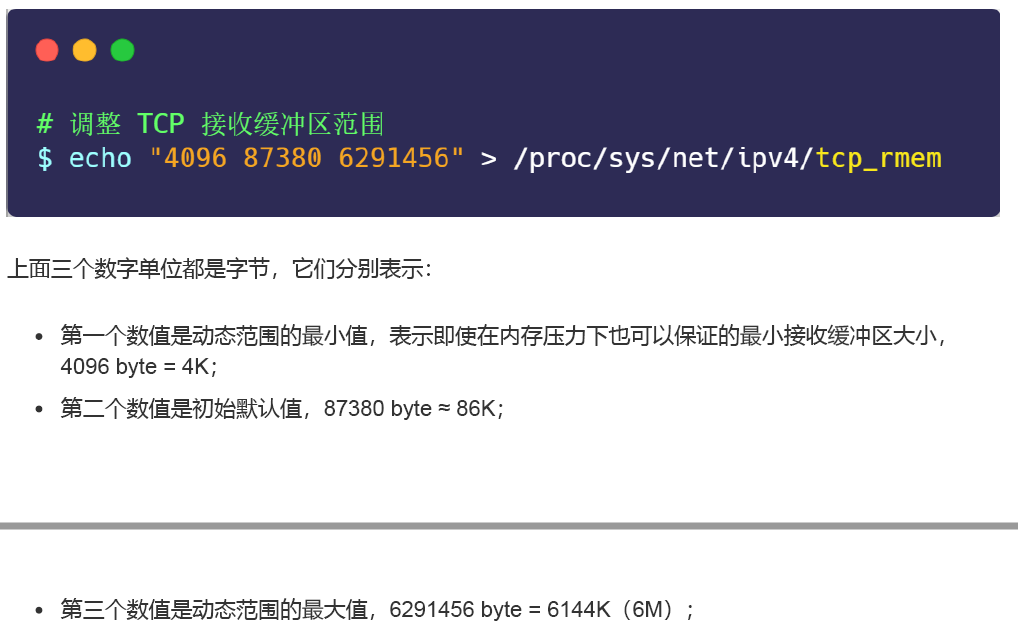 # 调整 TCP 接收缓冲区范围
$ echo "4096 87380 6291456" > /proc/sys/net/ipv4/tcp_rmem
上面三个数字单位都是字节，它们分别表示：
• 第一个数值是动态范围的最小值，表示即使在内存压力下也可以保证的最小接收缓冲区大小，
4096 byte = 4K；
• 第二个数值是初始默认值，87380 byte ≈ 86K；
• 第三个数值是动态范围的最大值，6291456 byte = 6144K（6M）；